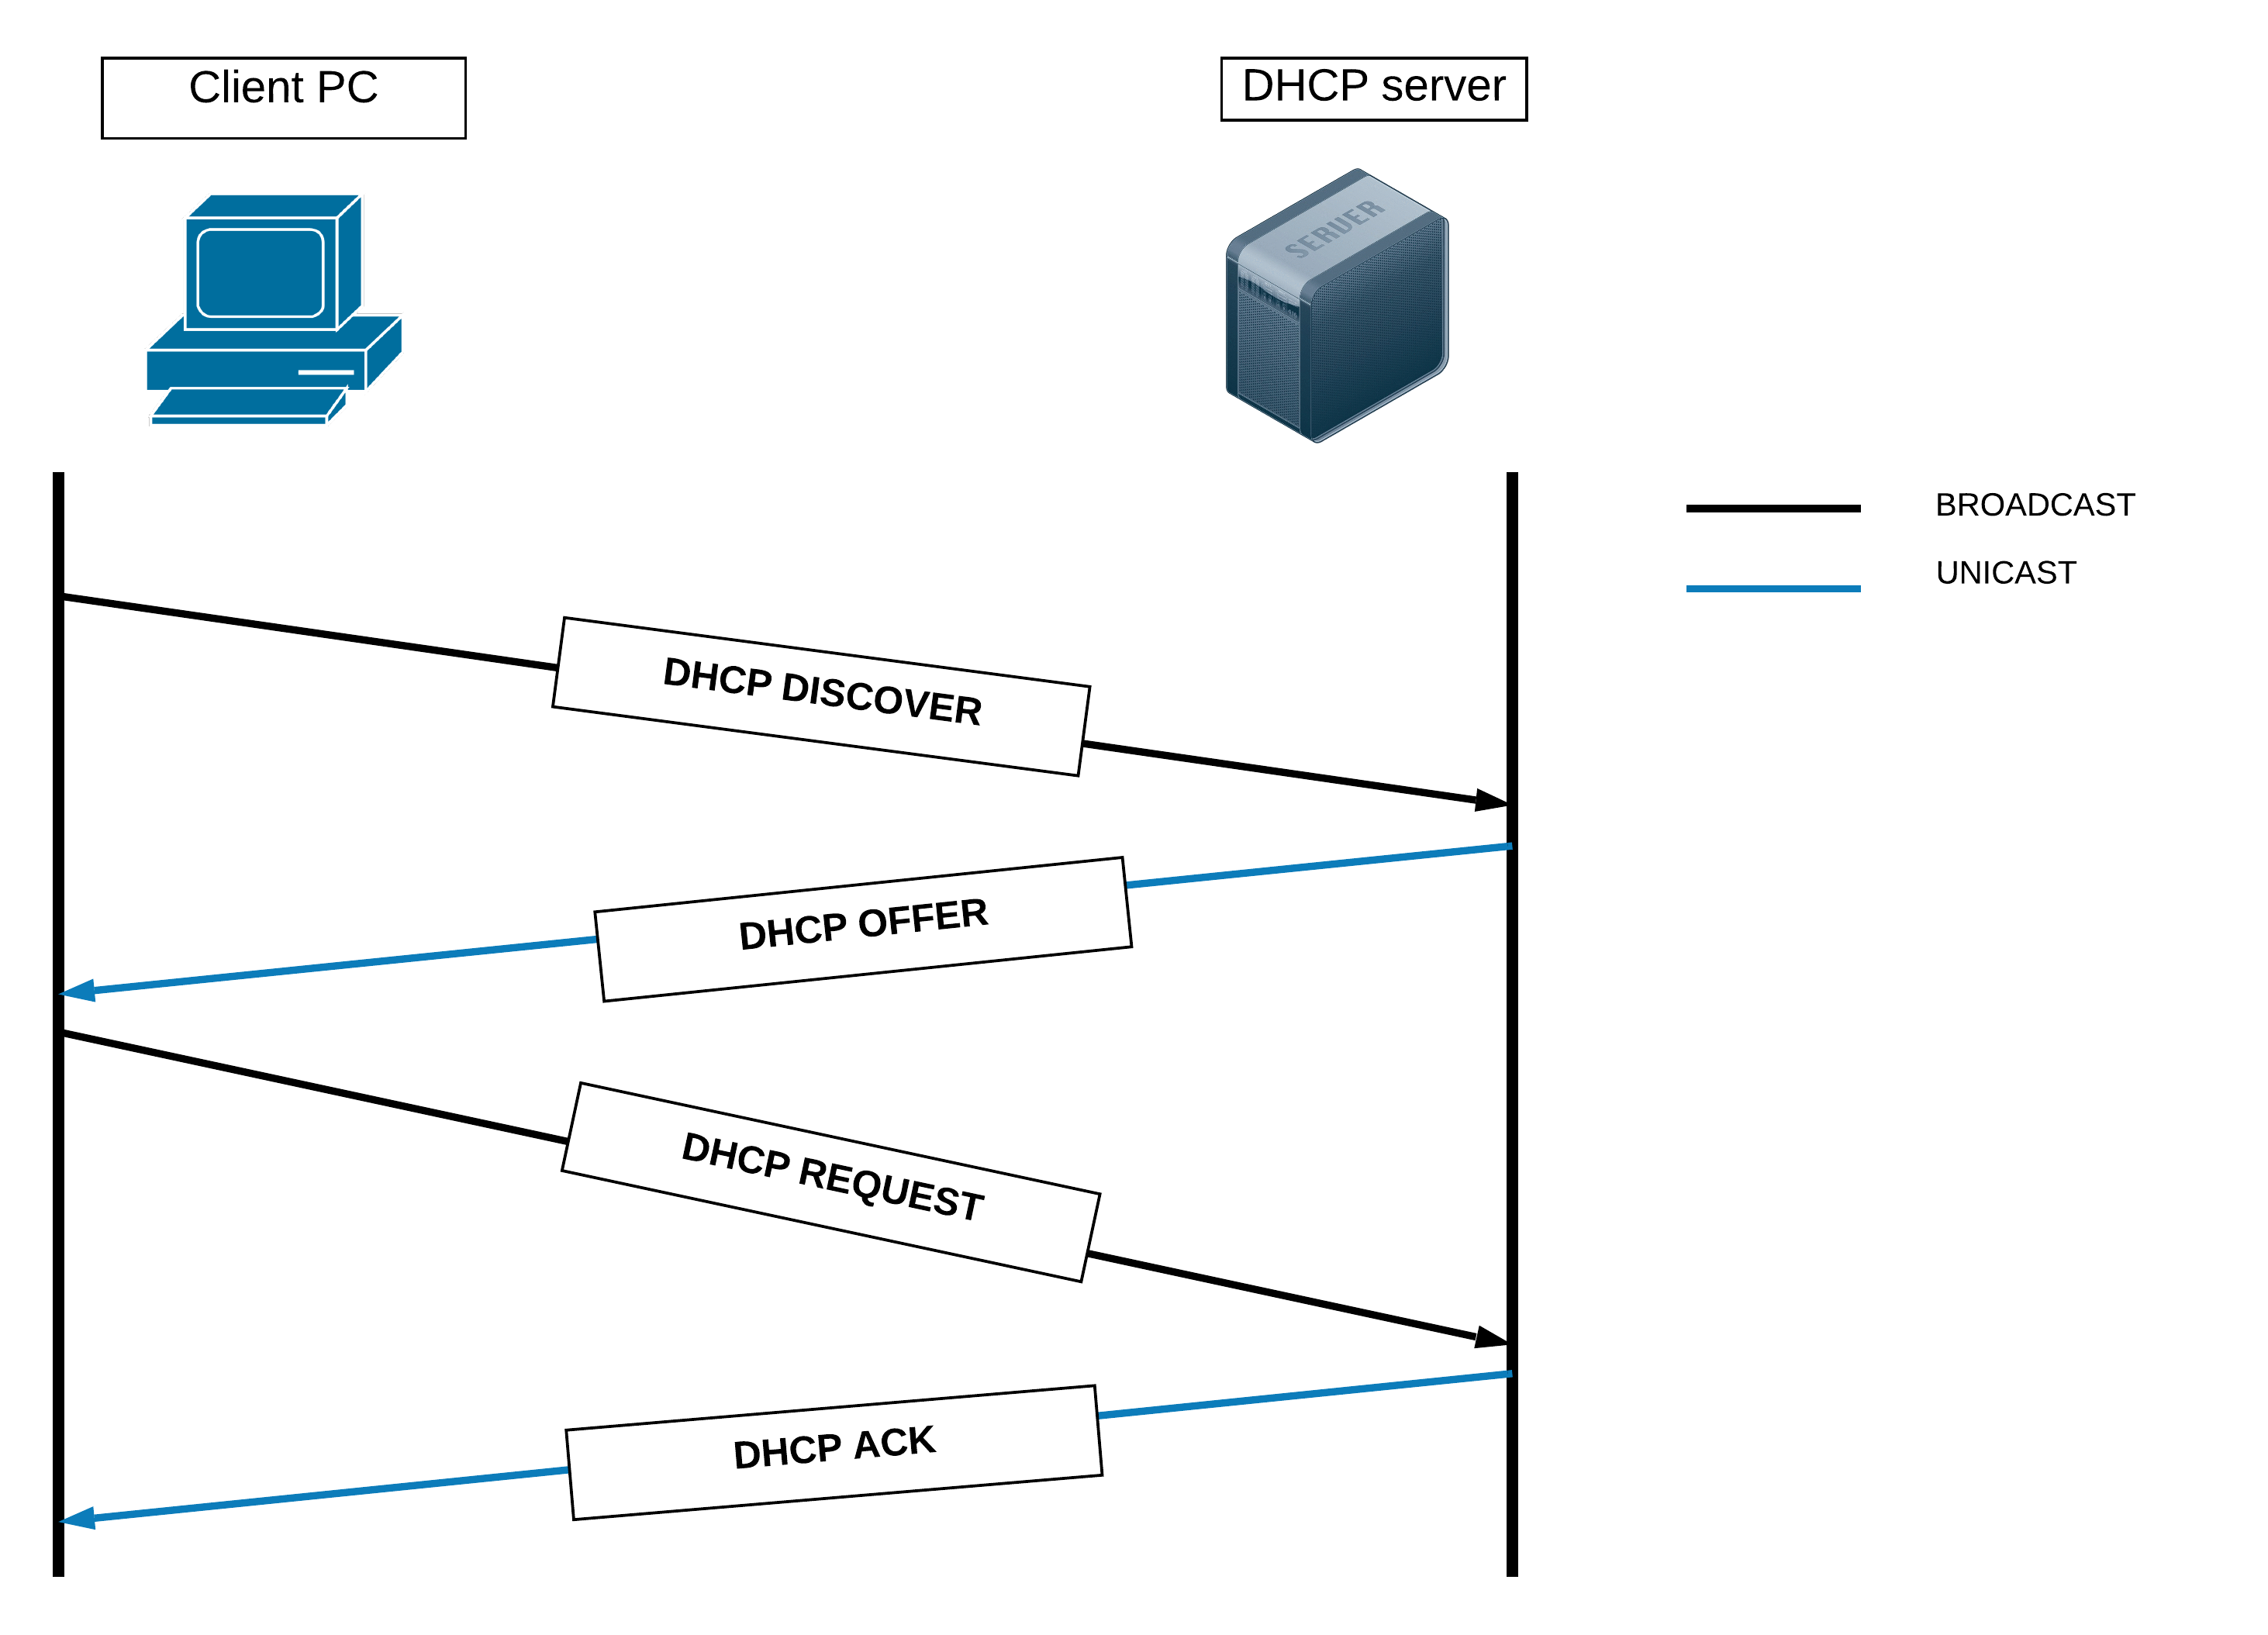 Client PC
DHCP server
SERVER
BROADCAST
UNICAST
DHCP DISCOVER
DHCP OFFER
DHCP REQUEST
DHCP ACK